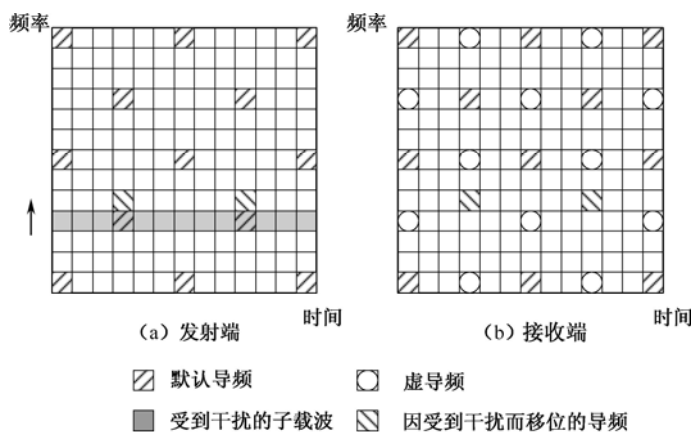 频率
频率
时间
时间
（a）发射端
（b）接收端
默认导频
虚导频
受到干扰的子载波
因受到干扰而移位的导频